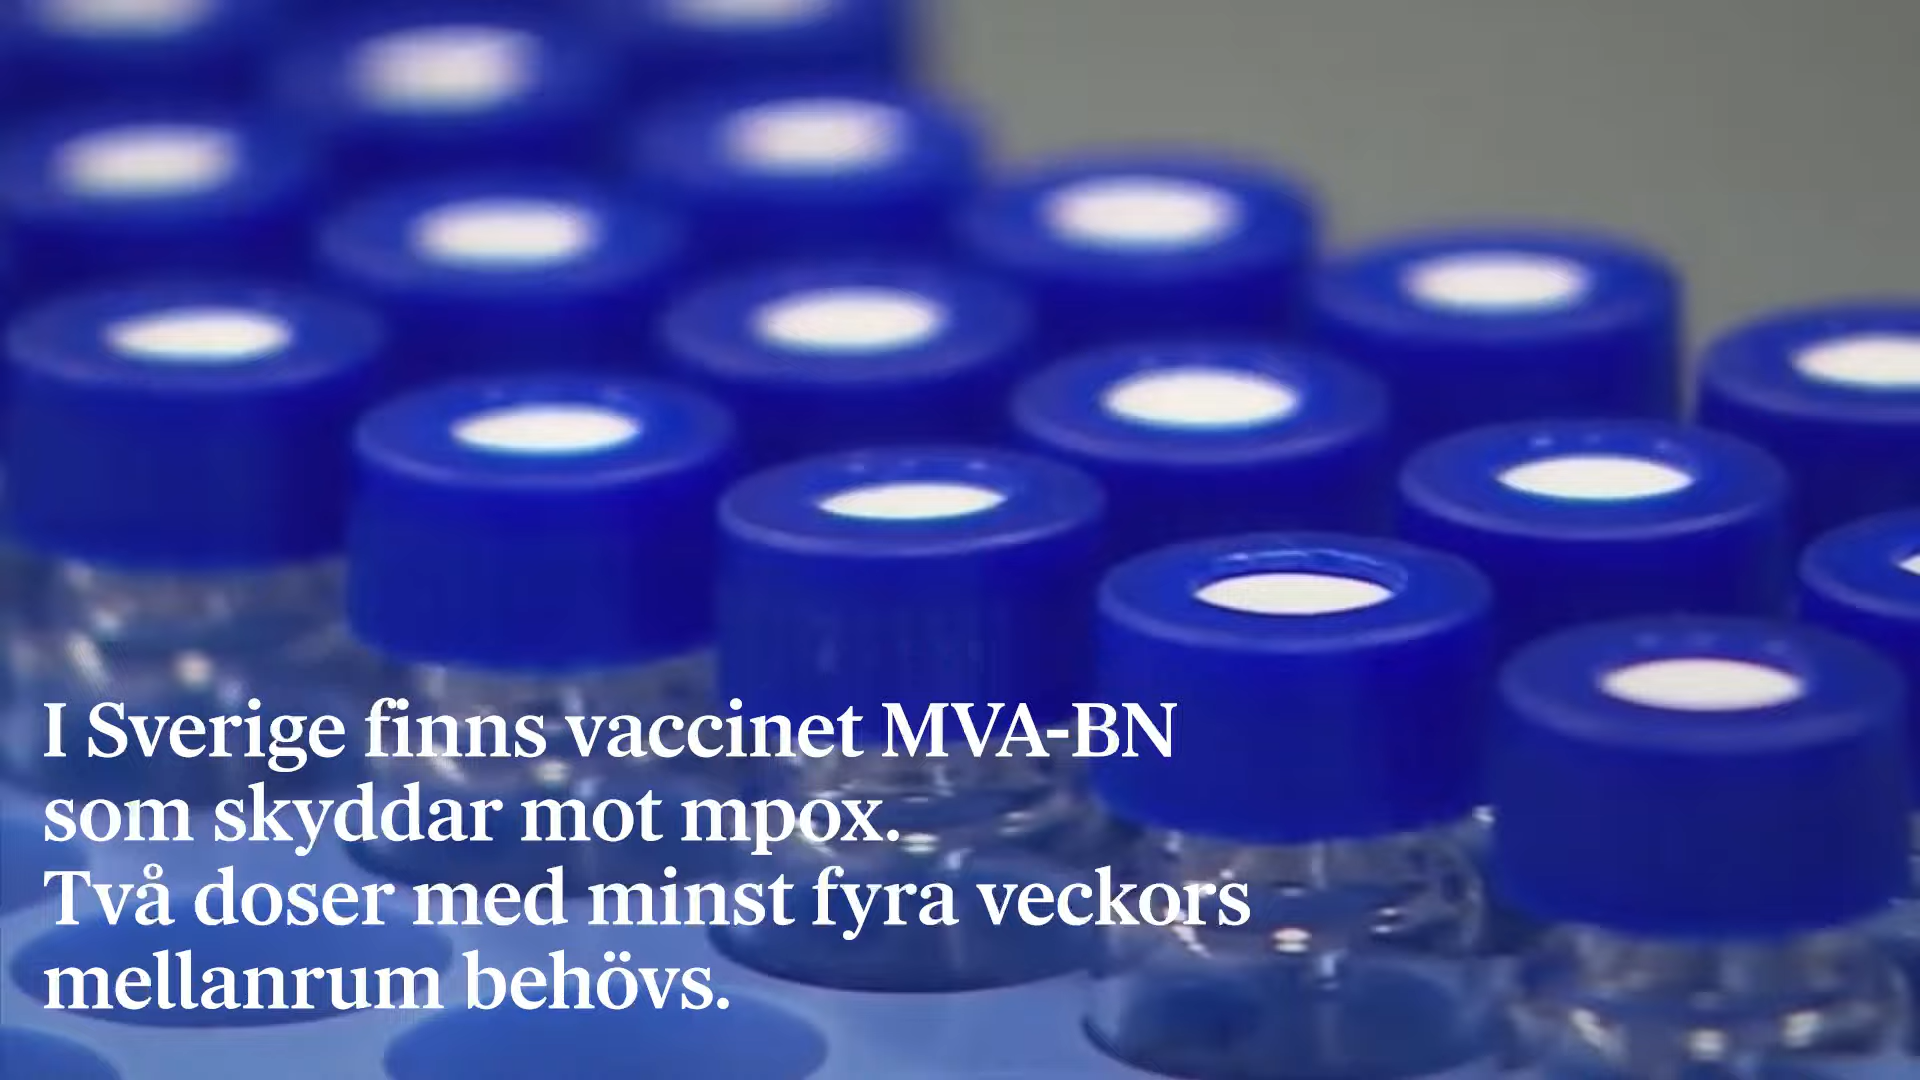 I Sverige finns vaccinet MVA-BN
som skyddar mot mpox.
Två doser med minst fyra veckors
mellanrum behövs.